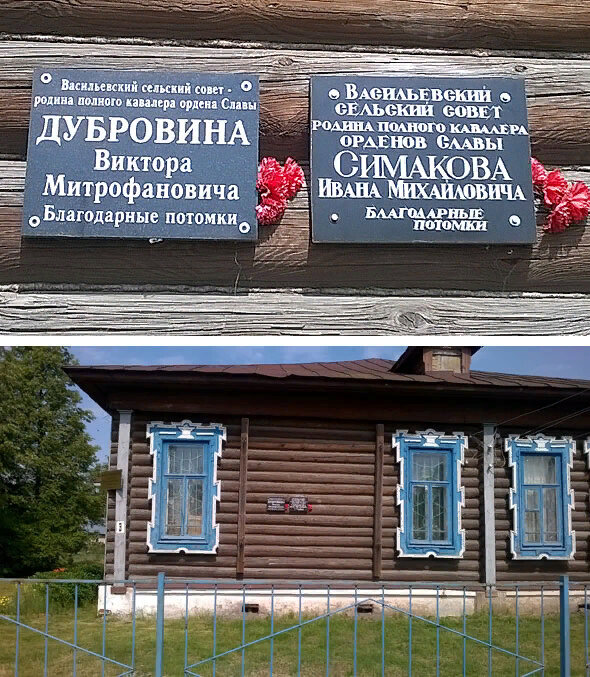 Васильевский сельский совет -
родина полного кавалера ордена Славы
ДУБРОВИНА
Виктора
Митрофановича
Благодарные потомки
Васильевский
сельский совет
родина полного кавалера
орденов Славы
Симакова
Ивана Михайловича
благодарные
потомки
3